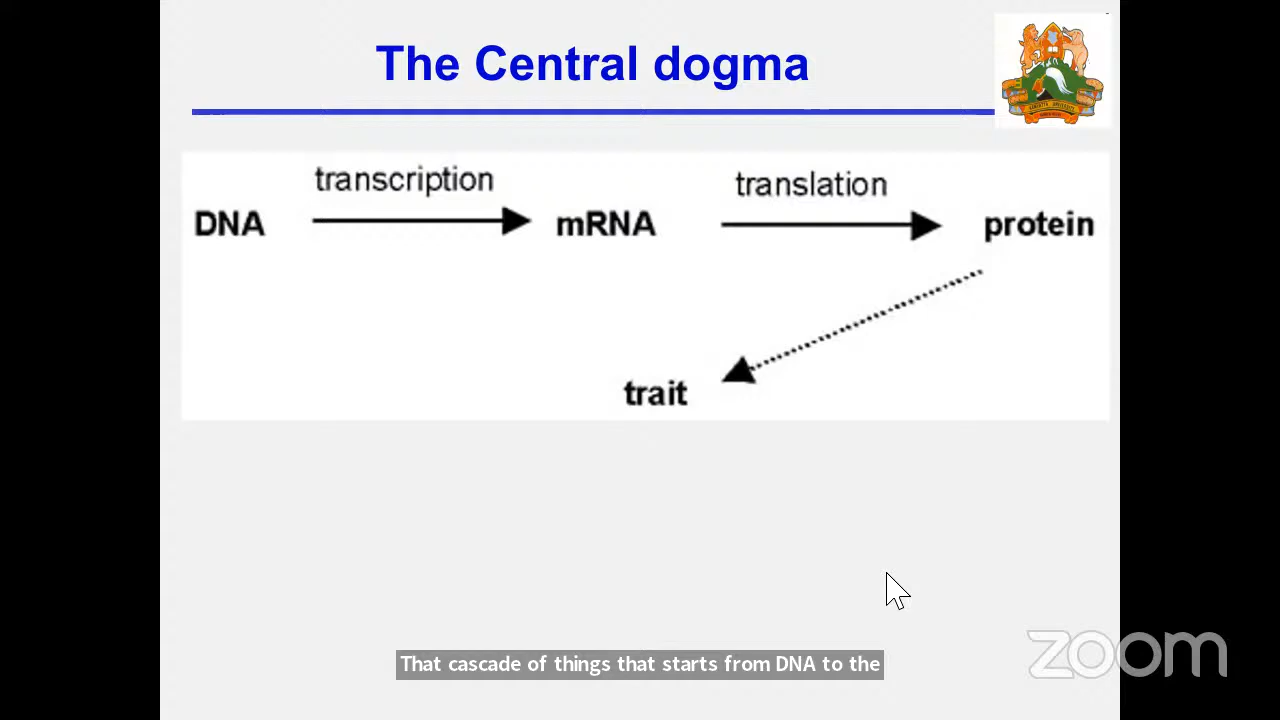 The Central dogma
transcription
translation
DNA
mRNA
protein
trait
That cascade of things that starts from DNA to the
zoom